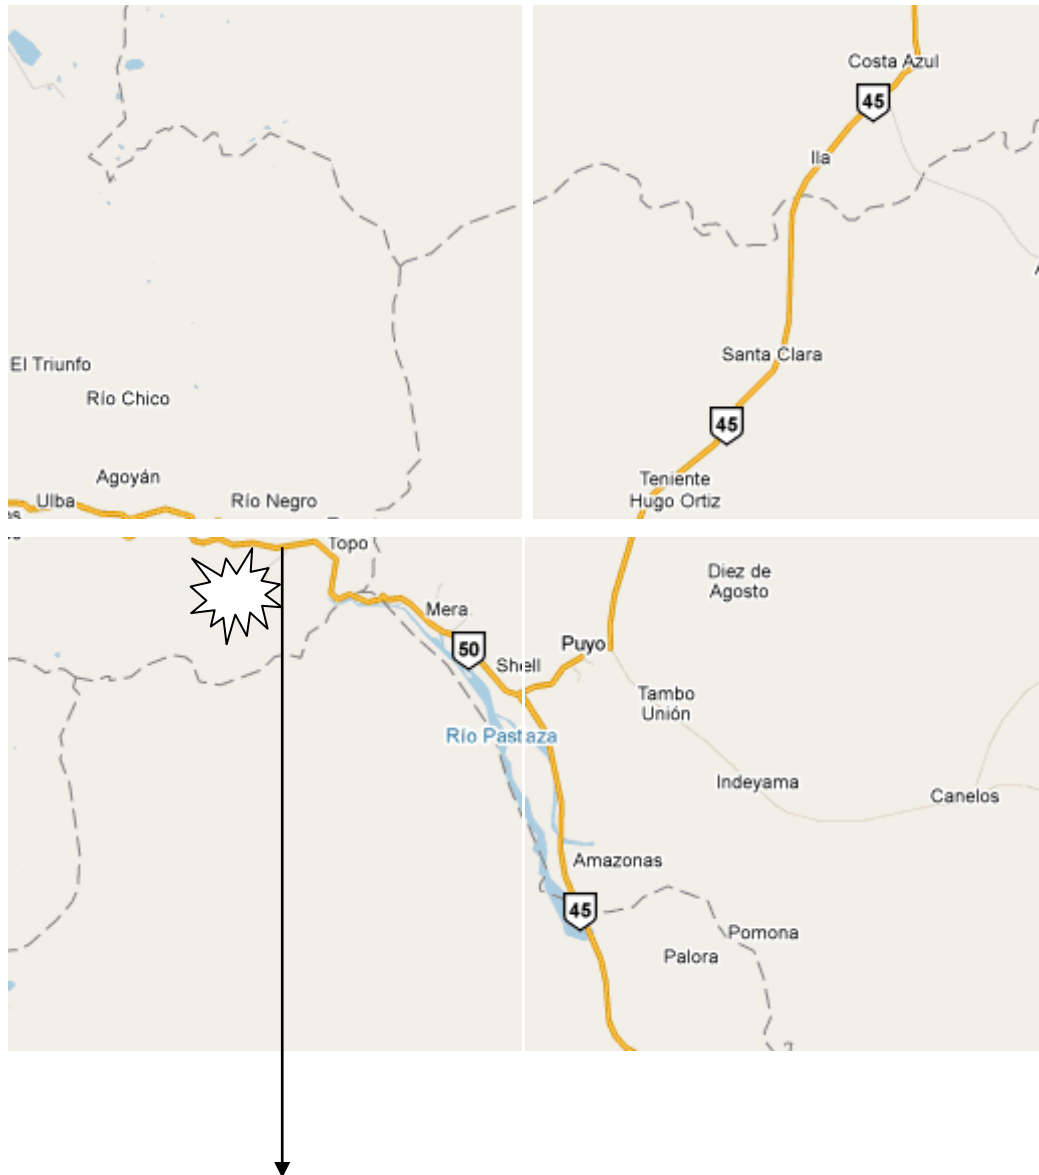 Costa Azul
45
Ila
Santa Clara
45
Teniente
Hugo Ortiz
El Triunfo
Río Chico
Agoyán
Ulba
Río Negro
Topo
Mera
50
Shell
Puyo
Diez de
Agosto
Tambo
Unión
Río Pastaza
Indeyama
Canelos
Amazonas
45
Pomona
Palora